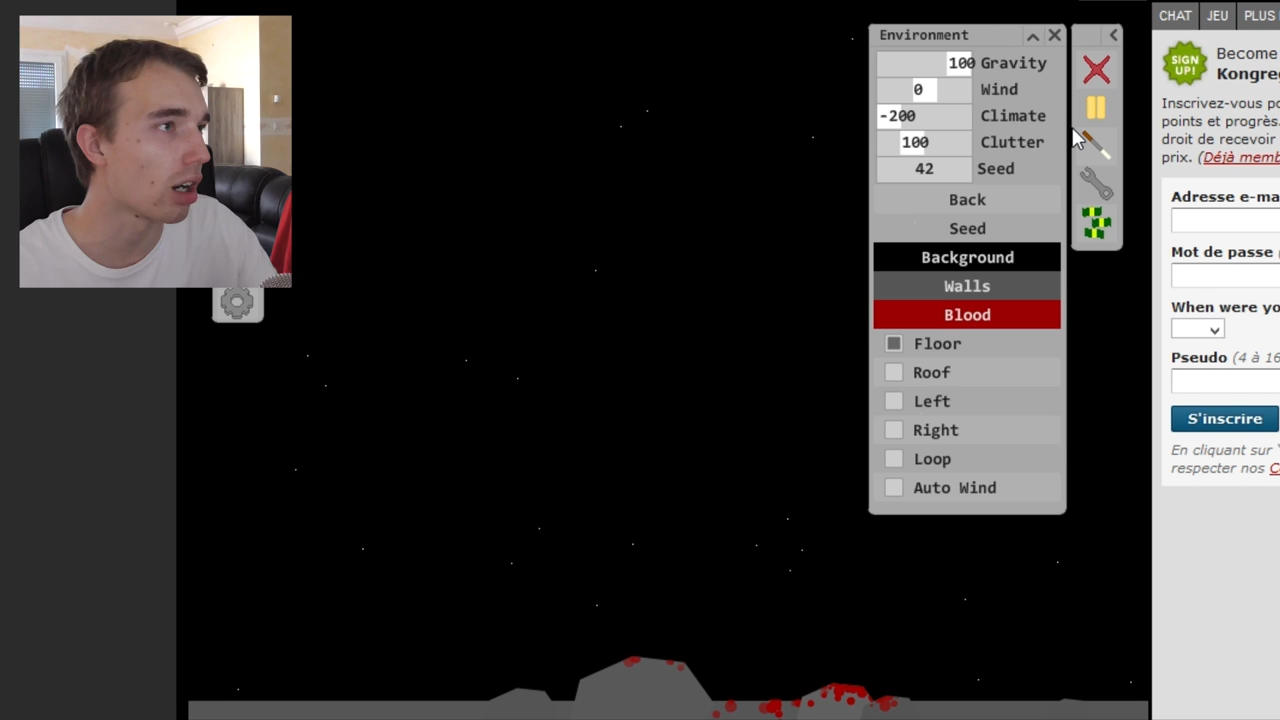 Environment
100 Gravity
0 Wind
-200 Climate
100 Clutter
42 Seed
Back
Seed
Background
Walls
Blood
Floor
Roof
Left
Right
Loop
Auto Wind
CHAT JEU PLUS
SIGN UP!
Become
Kongreg
Inscrivez-vous po
points et progrès.
droit de recevoir
prix. (Déjà memb
Adresse e-ma
Mot de passe
When were yo
Pseudo (4 à 16
S'inscrire
En cliquant sur "
respecter nos C